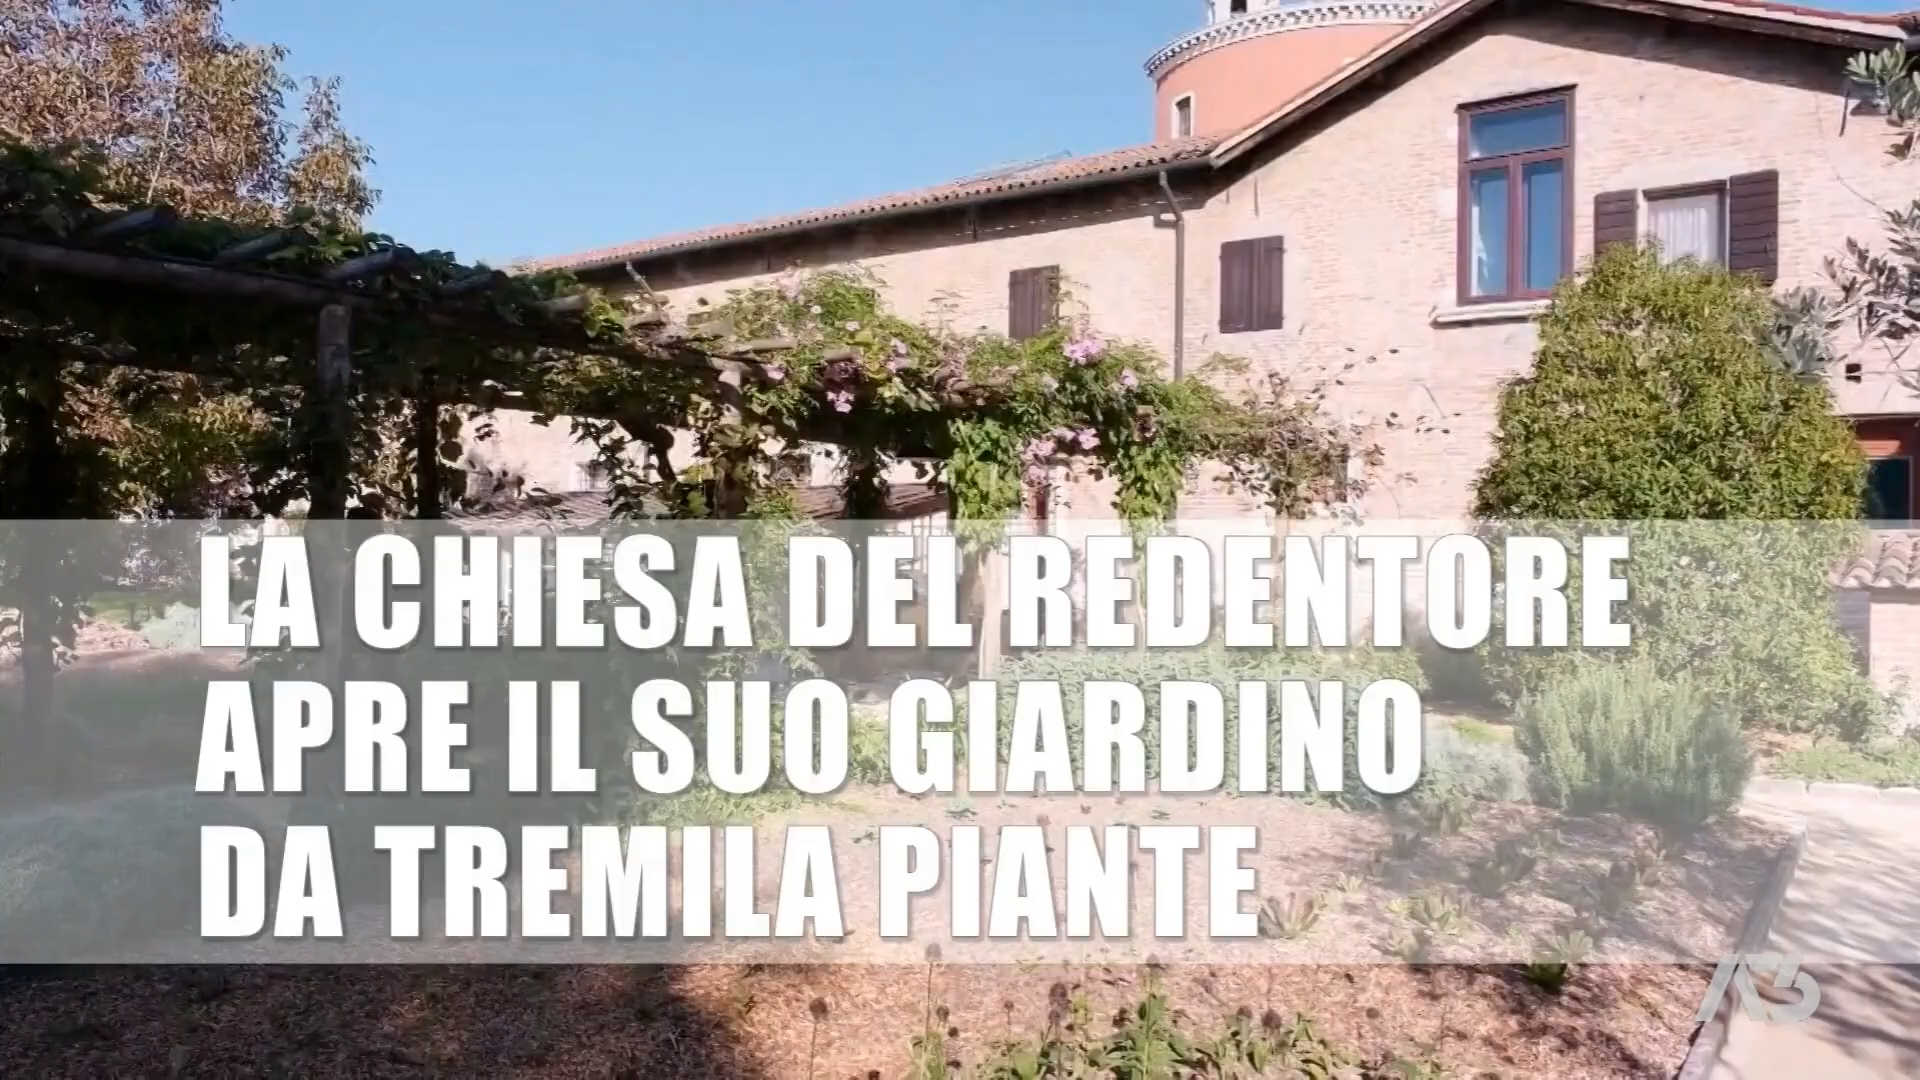 LA CHIESA DEL REDENTORE
APRE IL SUO GIARDINO
DA TREMILA PIANTE